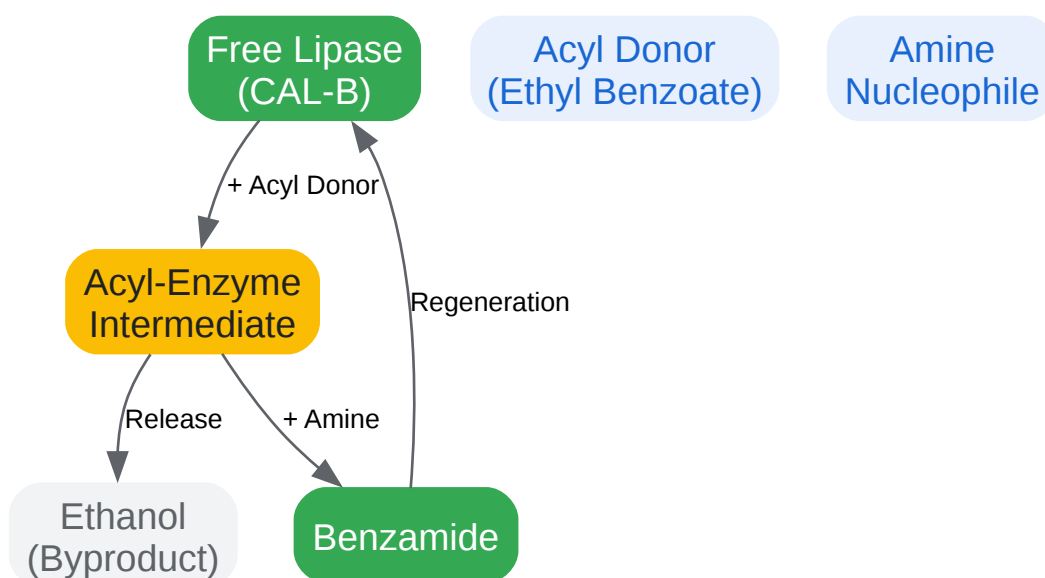 Free Lipase
(CAL-B)
Acyl Donor
(Ethyl Benzoate)
Amine
Nucleophile
+ Acyl Donor
Acyl-Enzyme
Intermediate
Regeneration
Release
+ Amine
Ethanol
(Byproduct)
Benzamide